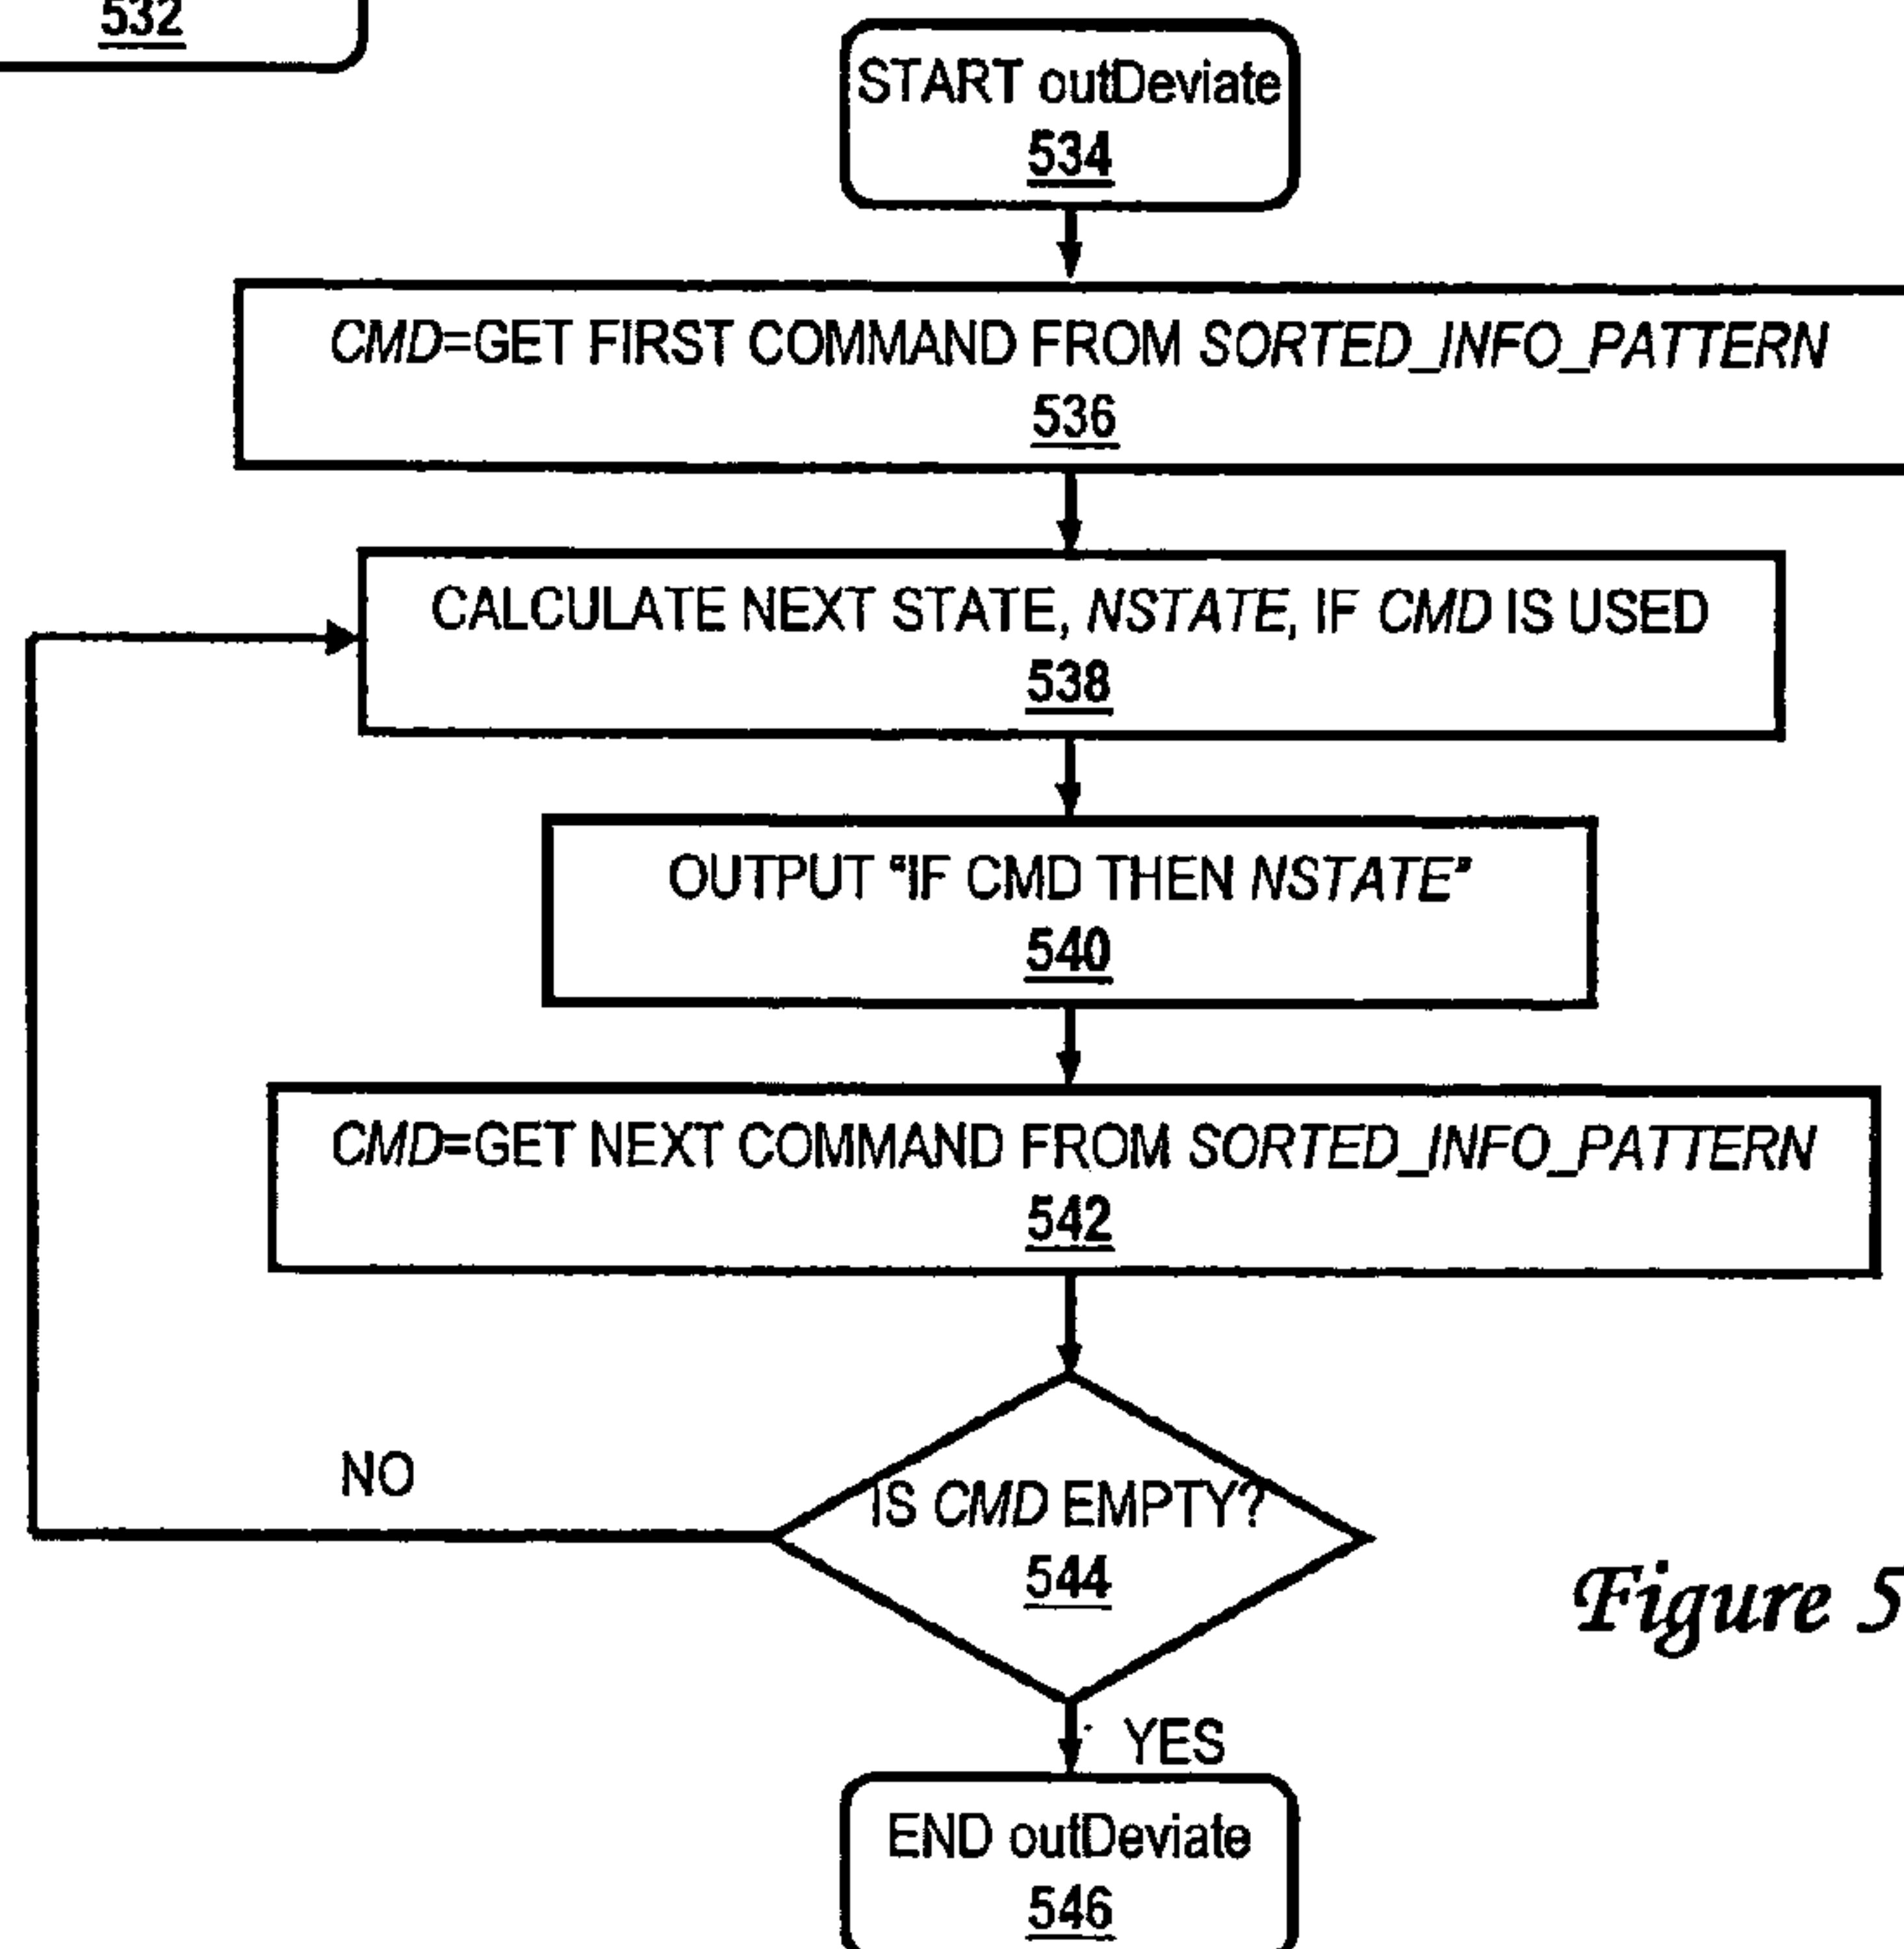 532
START outDeviate
534
CMD=GET FIRST COMMAND FROM SORTED_INFO_PATTERN
536
CALCULATE NEXT STATE, NSTATE, IF CMD IS USED
538
OUTPUT "IF CMD THEN NSTATE"
540
CMD=GET NEXT COMMAND FROM SORTED_INFO_PATTERN
542
NO
IS CMD EMPTY?
544
Figure 5
YES
END outDeviate
546